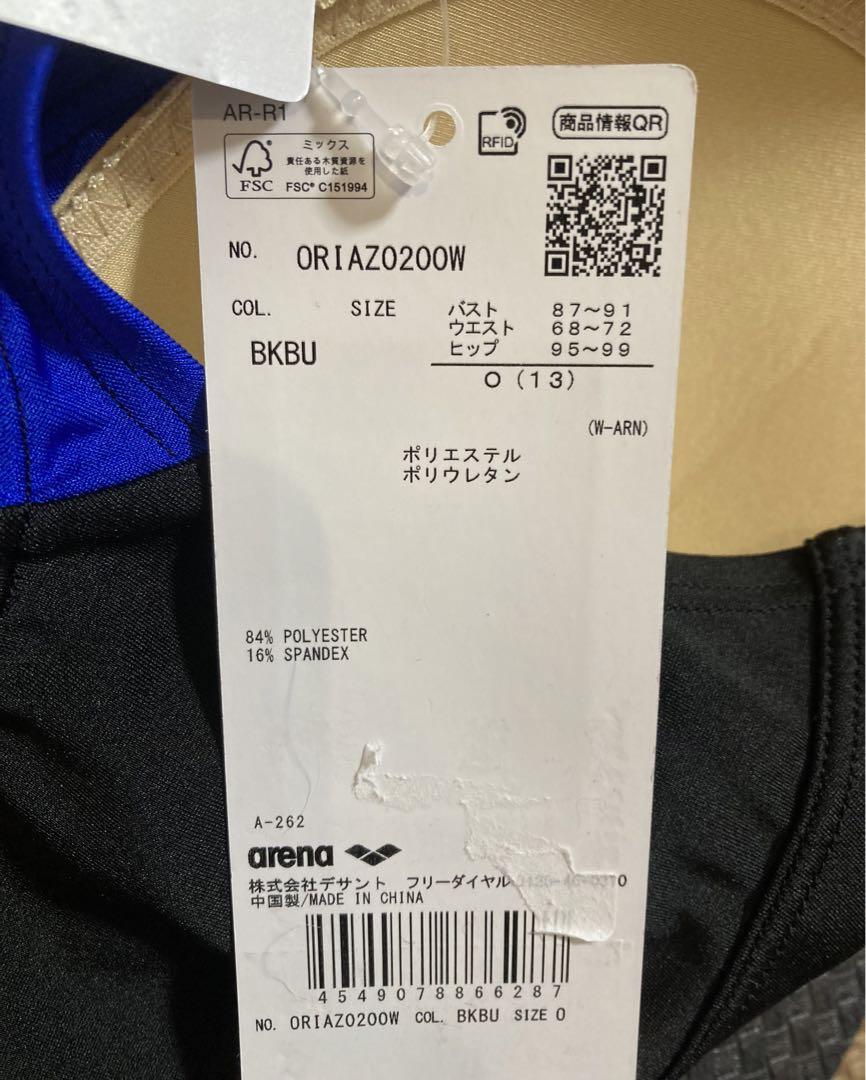 AR-R1
RFID
商品情報QR
FSC
ミックス
責任ある木質資源を
使用した紙
FSC® C151994
NO. ORIAZ0200W
COL. SIZE
BKBU
バスト 87〜91
ウエスト 68〜72
ヒップ 95〜99
O(13)
(W-ARN)
ポリエステル
ポリウレタン
84% POLYESTER
16% SPANDEX
A-262
arena
株式会社デサント フリーダイヤル
中国製/MADE IN CHINA
4549078866287
NO. ORIAZ0200W COL. BKBU SIZE O